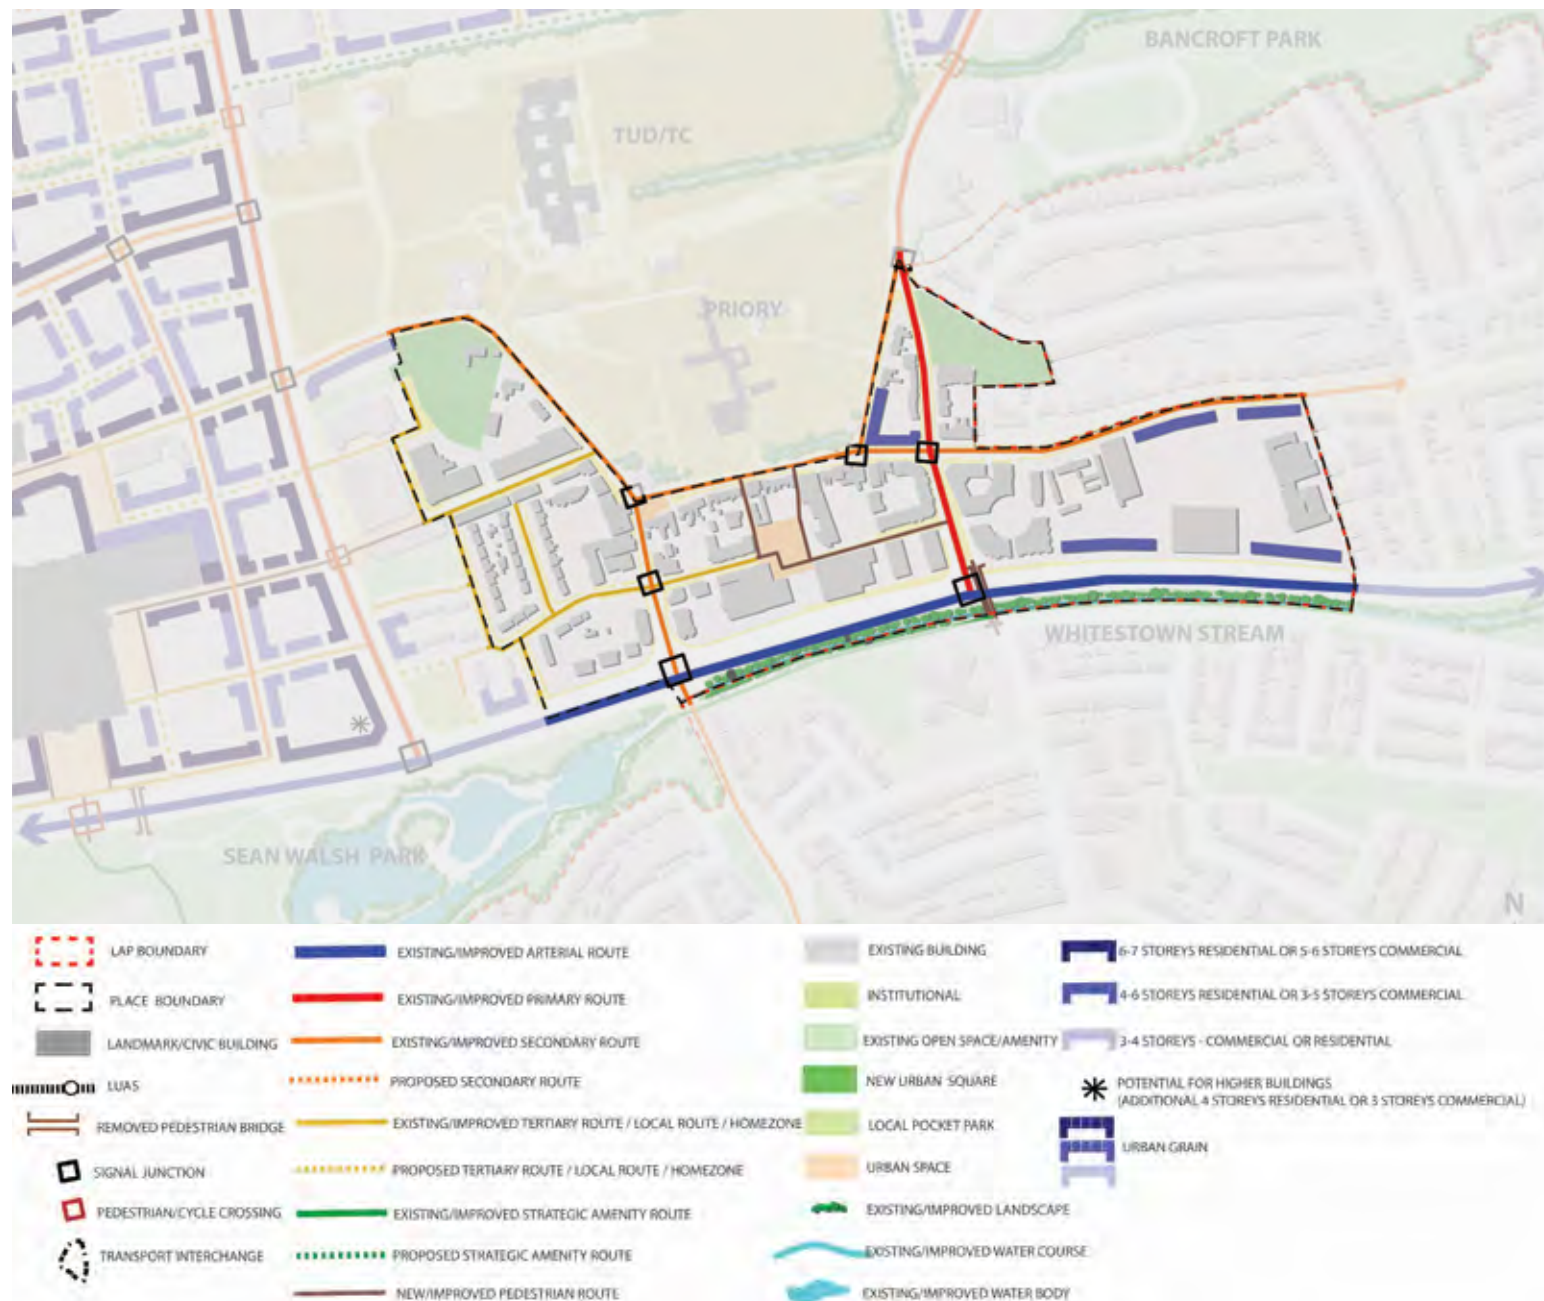 BANCROFT PARK
TUD/TC
PRIORY
WHITESTOWN STREAM
SEAN WALSH PARK
N
LAP BOUNDARY
PLACE BOUNDARY
LANDMARK/CIVIC BUILDING
LUAS
REMOVED PEDESTRIAN BRIDGE
SIGNAL JUNCTION
PEDESTRIAN/CYCLE CROSSING
TRANSPORT INTERCHANGE
EXISTING/IMPROVED ARTERIAL ROUTE
EXISTING/IMPROVED PRIMARY ROUTE
EXISTING/IMPROVED SECONDARY ROUTE
PROPOSED SECONDARY ROUTE
EXISTING/IMPROVED TERTIARY ROUTE / LOCAL ROUTE / HOMEZONE
PROPOSED TERTIARY ROUTE / LOCAL ROUTE / HOMEZONE
EXISTING/IMPROVED STRATEGIC AMENITY ROUTE
PROPOSED STRATEGIC AMENITY ROUTE
NEW/IMPROVED PEDESTRIAN ROUTE
EXISTING BUILDING
INSTITUTIONAL
EXISTING OPEN SPACE/AMENITY
NEW URBAN SQUARE
LOCAL POCKET PARK
URBAN SPACE
EXISTING/IMPROVED LANDSCAPE
EXISTING/IMPROVED WATER COURSE
EXISTING/IMPROVED WATER BODY
6-7 STOREYS RESIDENTIAL OR 5-6 STOREYS COMMERCIAL
4-6 STOREYS RESIDENTIAL OR 3-5 STOREYS COMMERCIAL
3-4 STOREYS - COMMERCIAL OR RESIDENTIAL
POTENTIAL FOR HIGHER BUILDINGS
(ADDITIONAL 4 STOREYS RESIDENTIAL OR 3 STOREYS COMMERCIAL)
URBAN GRAIN